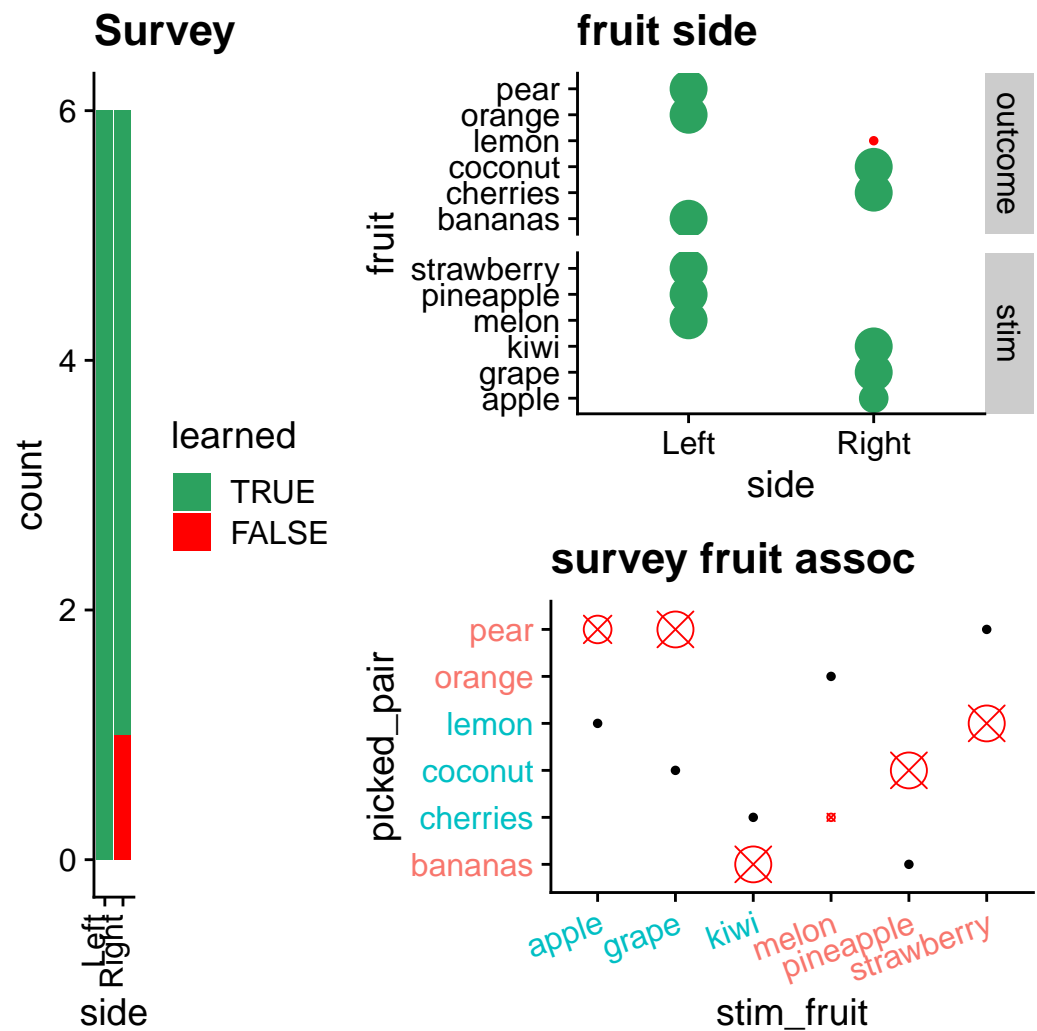 Survey
count
6
4
2
0
Left
Right
side
learned
TRUE
FALSE
fruit side
fruit
pear
orange
lemon
coconut
cherries
bananas
outcome
strawberry
pineapple
melon
kiwi
grape
apple
stim
Left
Right
side
survey fruit assoc
picked_pair
pear
orange
lemon
coconut
cherries
bananas
apple
grape
kiwi
melon
pineapple
strawberry
stim_fruit